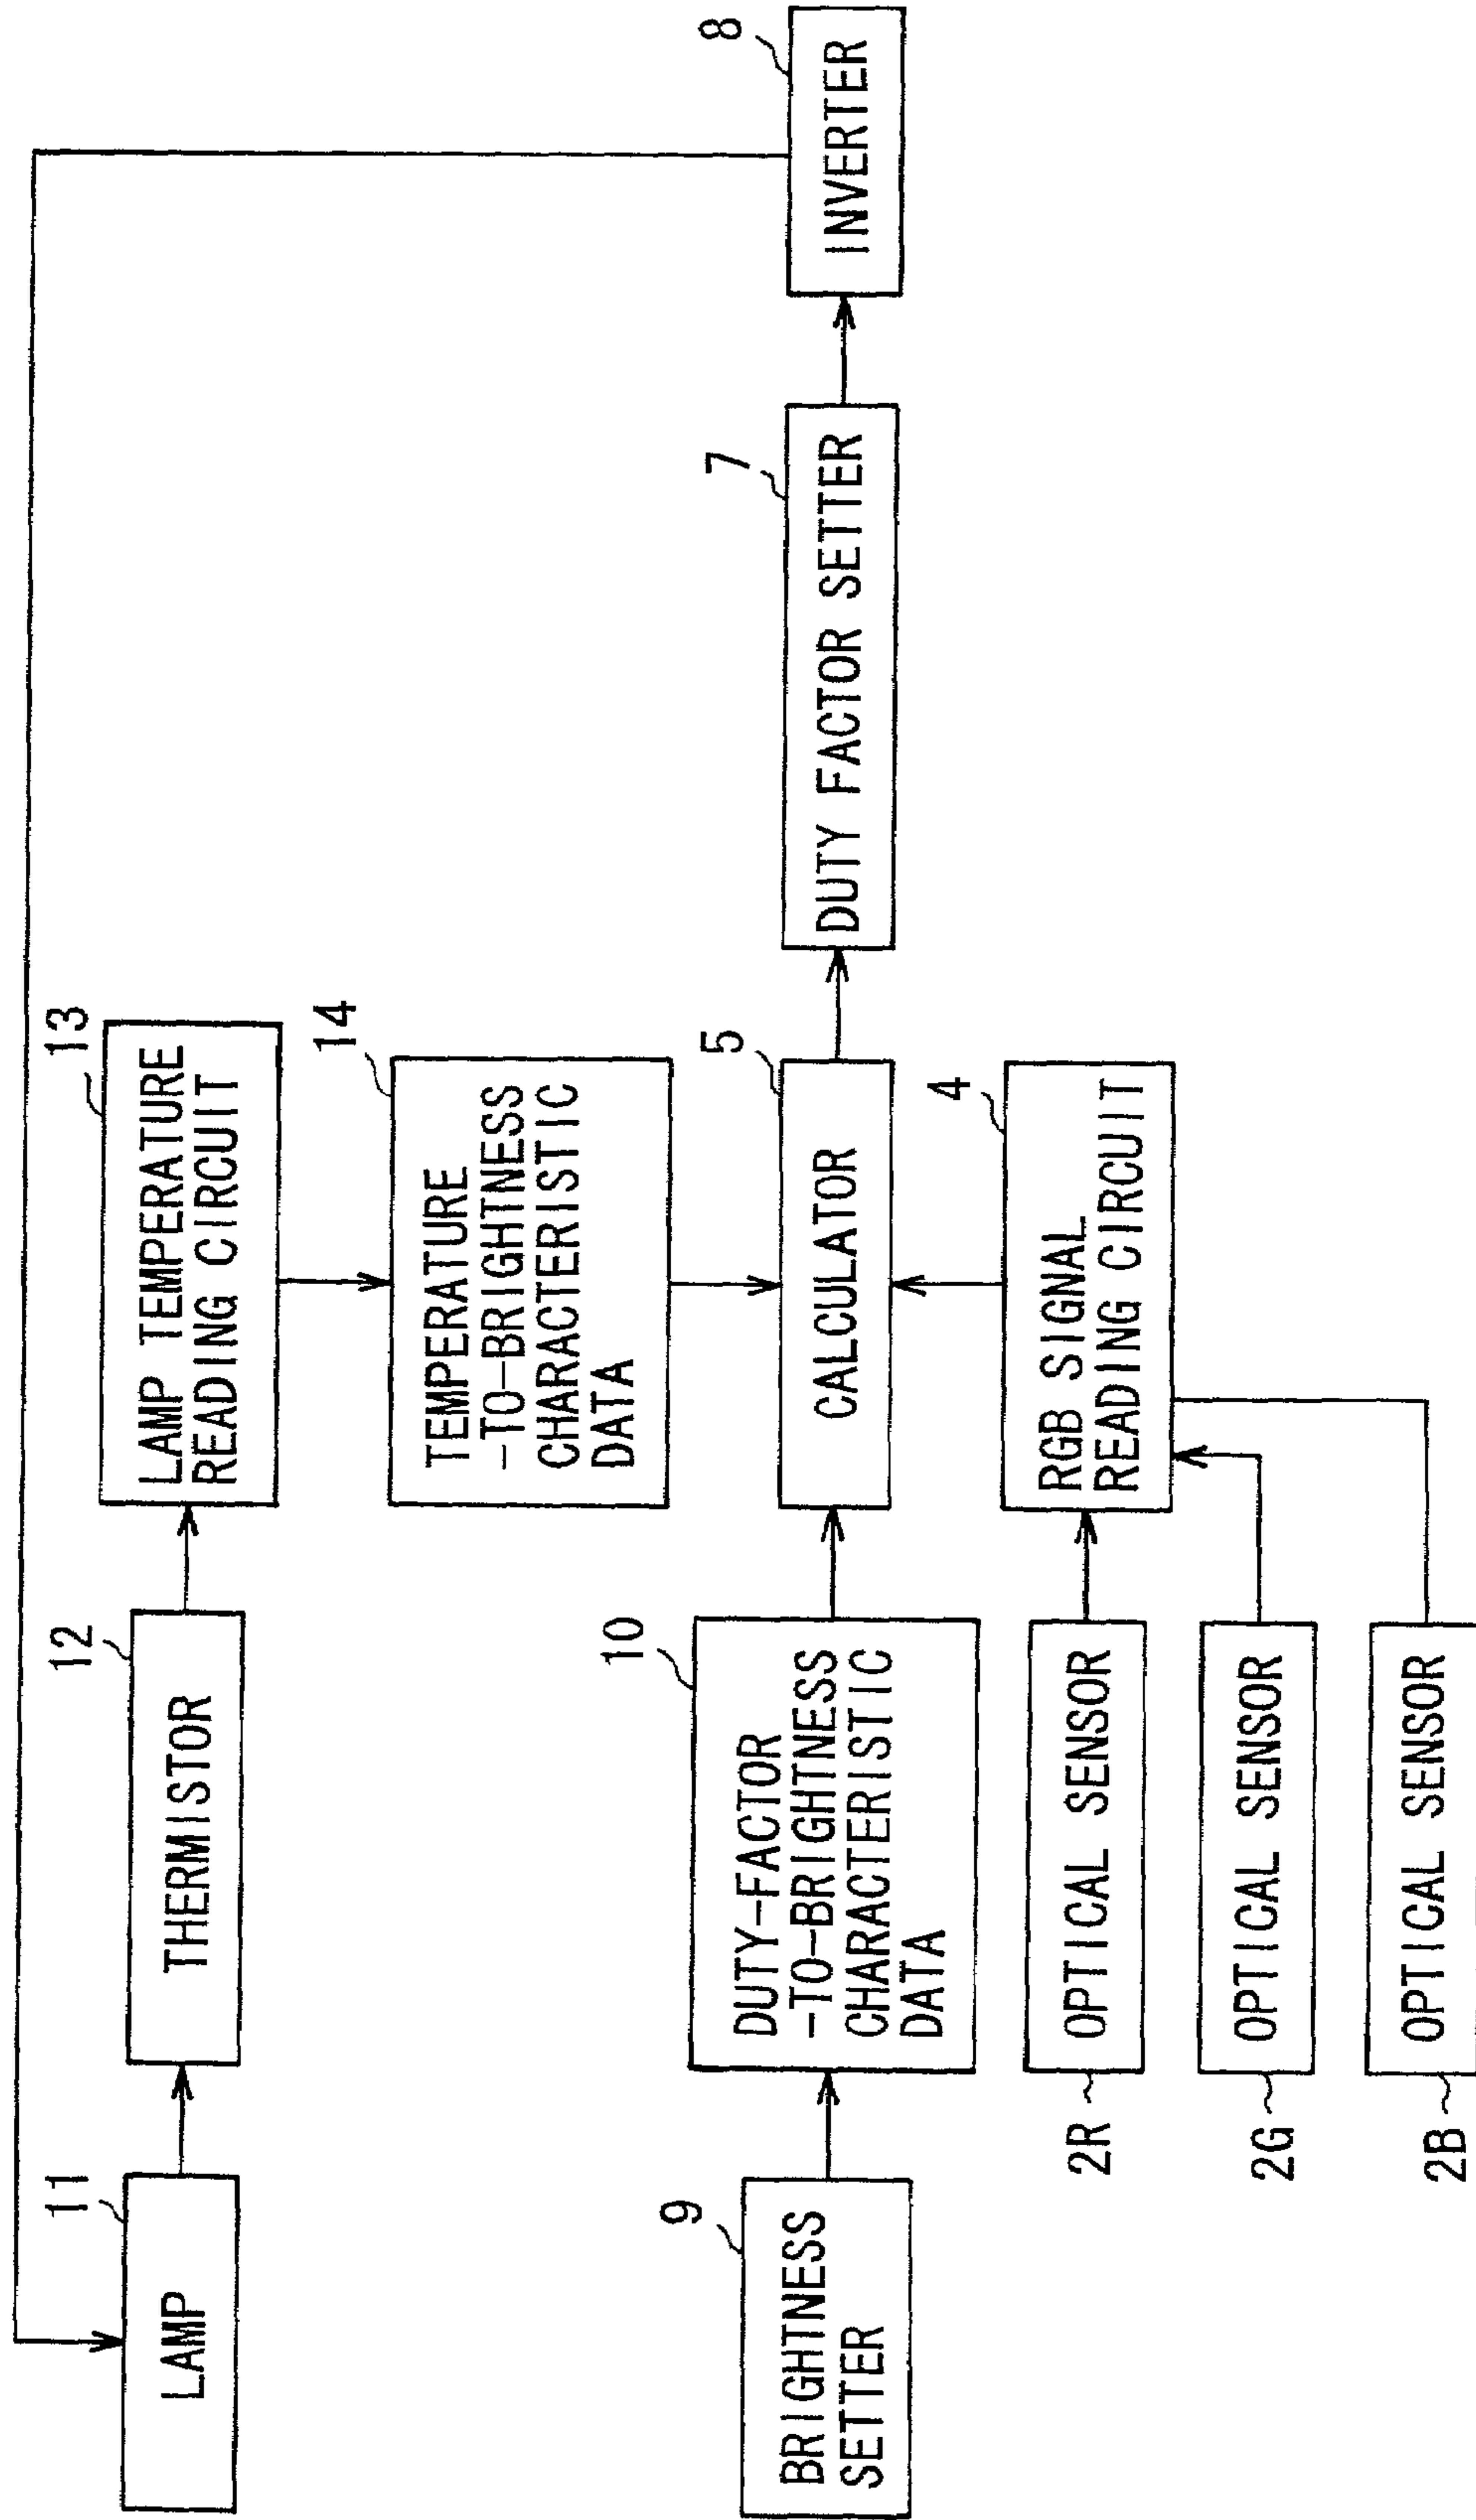 11
LAMP
12
THERMISTOR
13
LAMP TEMPERATURE
READING CIRCUIT
14
TEMPERATURE
-TO-BRIGHTNESS
CHARACTERISTIC
DATA
9
BRIGHTNESS
SETTER
10
DUTY-FACTOR
-TO-BRIGHTNESS
CHARACTERISTIC
DATA
5
CALCULATOR
7
DUTY FACTOR SETTER
8
INVERTER
4
RGB SIGNAL
READING CIRCUIT
2R
OPTICAL SENSOR
2G
OPTICAL SENSOR
2B
OPTICAL SENSOR